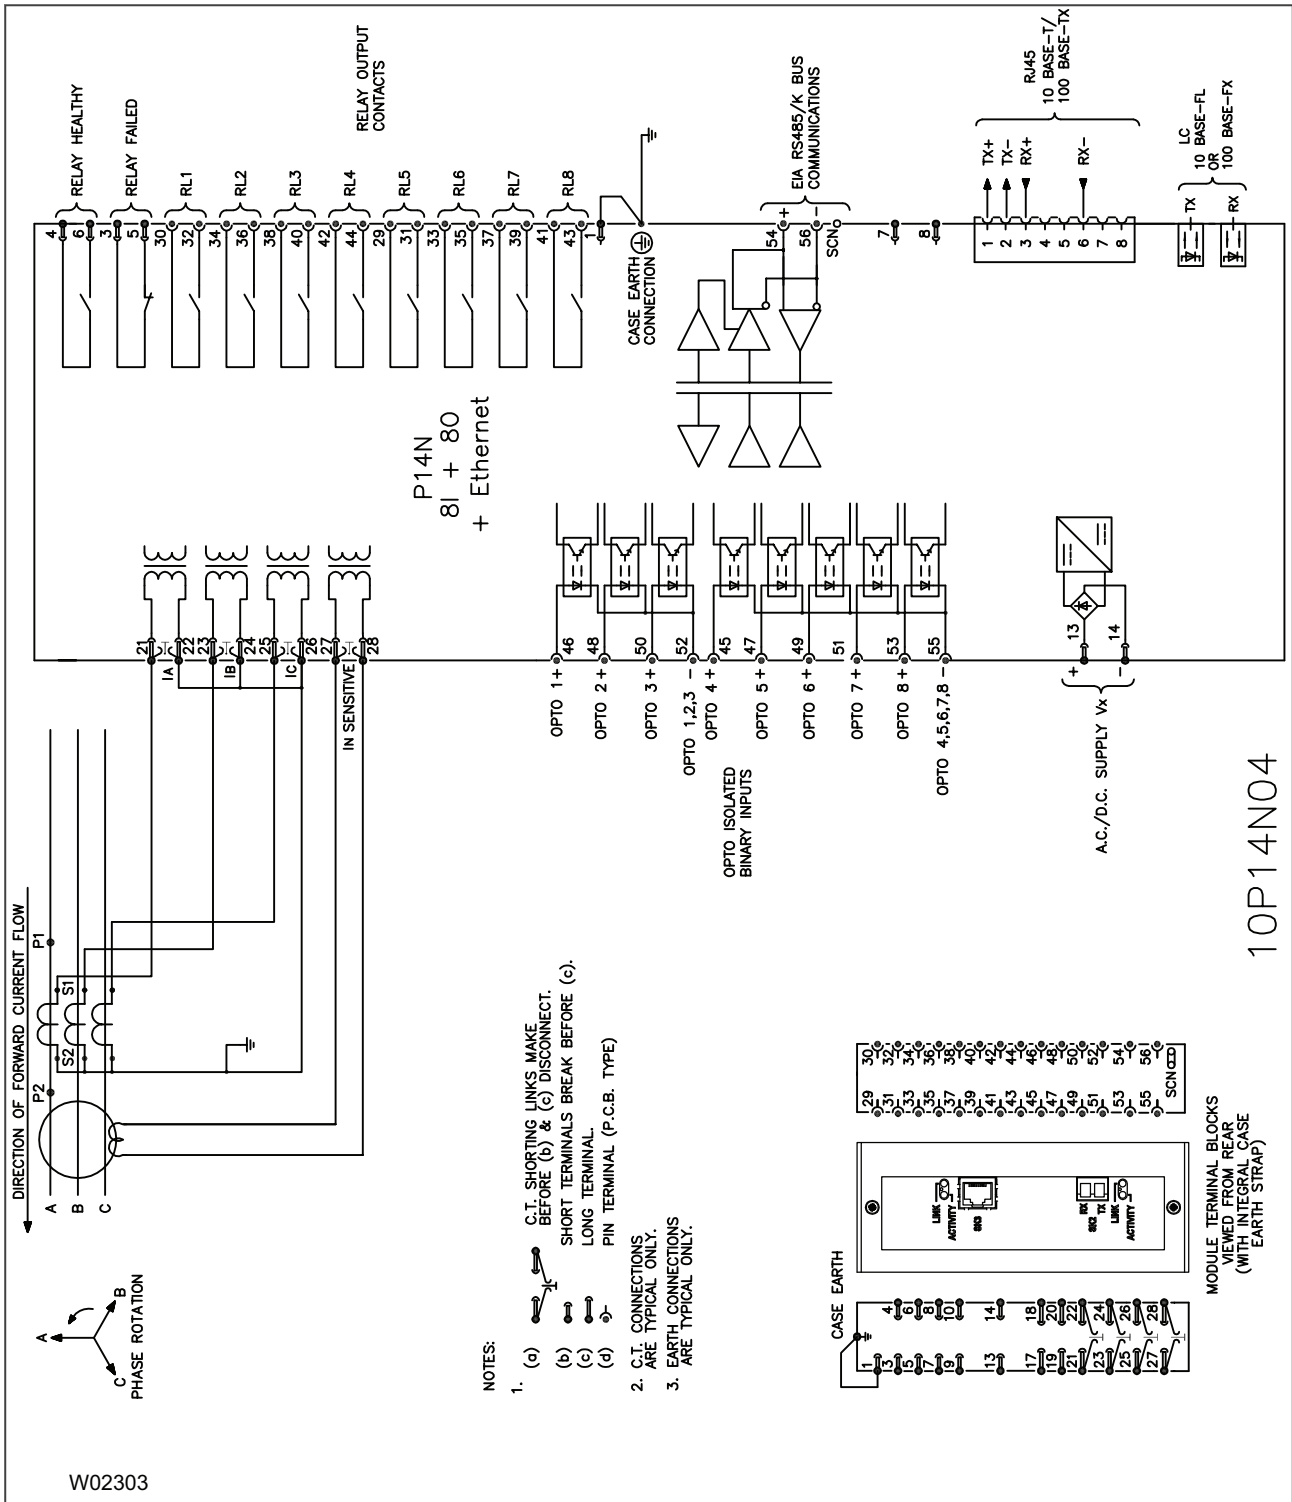 RELAY HEALTHY
RELAY FAILED
RL1
RL2
RL3
RL4
RL5
RL6
RL7
RL8
RELAY OUTPUT
CONTACTS
4
6
3
5
30
32
34
36
38
40
42
44
29
31
33
35
37
39
41
43
1
CASE EARTH
CONNECTION
EIA RS485/K BUS
COMMUNICATIONS
+
-
54
56
SCN
7
8
RJ45
10 BASE-T/
100 BASE-TX
TX+
TX-
RX+
RX-
1
2
3
4
5
6
7
8
LC
10 BASE-FL
OR
100 BASE-FX
TX
RX
P14N
8I + 8O
+ Ethernet
21
22
23
24
25
26
27
28
IA
IB
IC
IN SENSITIVE
46
48
50
52
45
47
49
51
53
55
OPTO 1 +
OPTO 2 +
OPTO 3 +
OPTO 1,2,3 -
OPTO 4 +
OPTO 5 +
OPTO 6 +
OPTO 7 +
OPTO 8 +
OPTO 4,5,6,7,8 -
OPTO ISOLATED
BINARY INPUTS
13
14
+
-
A.C./D.C. SUPPLY Vx
DIRECTION OF FORWARD CURRENT FLOW
P2
P1
S2
S1
A
B
C
A
B
C
PHASE ROTATION
NOTES:
1.
(a) C.T. SHORTING LINKS MAKE
BEFORE (b) & (c) DISCONNECT.
(b) SHORT TERMINALS BREAK BEFORE (c).
(c) LONG TERMINAL.
(d) PIN TERMINAL (P.C.B. TYPE)
2. C.T. CONNECTIONS
ARE TYPICAL ONLY.
3. EARTH CONNECTIONS
ARE TYPICAL ONLY.
CASE EARTH
1
3 4
5 6
7 8
9 10
13 14
17 18
19 20
21 22
23 24
25 26
27 28
LINK
ACTIVITY
SK3
RX
TX
SK2
LINK
ACTIVITY
29 30
31 32
33 34
35 36
37 38
39 40
41 42
43 44
45 46
47 48
49 50
51 52
53 54
55 56
SCN
MODULE TERMINAL BLOCKS
VIEWED FROM REAR
(WITH INTEGRAL CASE
EARTH STRAP)
10P14N04
W02303